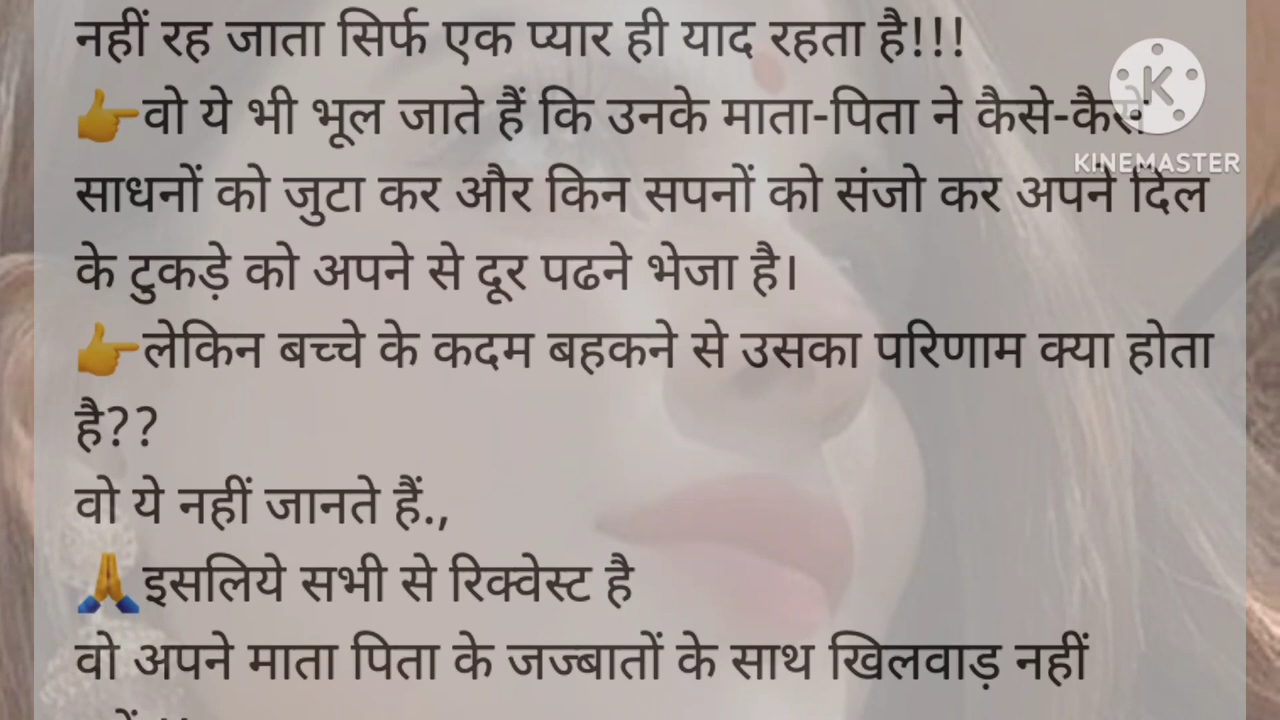 नहीं रह जाता सिर्फ एक प्यार ही याद रहता है!!!
👉वो ये भी भूल जाते हैं कि उनके माता-पिता ने कैसे-कैसे
KINEMASTER
साधनों को जुटा कर और किन सपनों को संजो कर अपने दिल
के टुकड़े को अपने से दूर पढने भेजा है।
👉लेकिन बच्चे के कदम बहकने से उसका परिणाम क्या होता
है??
वो ये नहीं जानते हैं.,
🙏इसलिये सभी से रिक्वेस्ट है
वो अपने माता पिता के जज्बातों के साथ खिलवाड़ नहीं